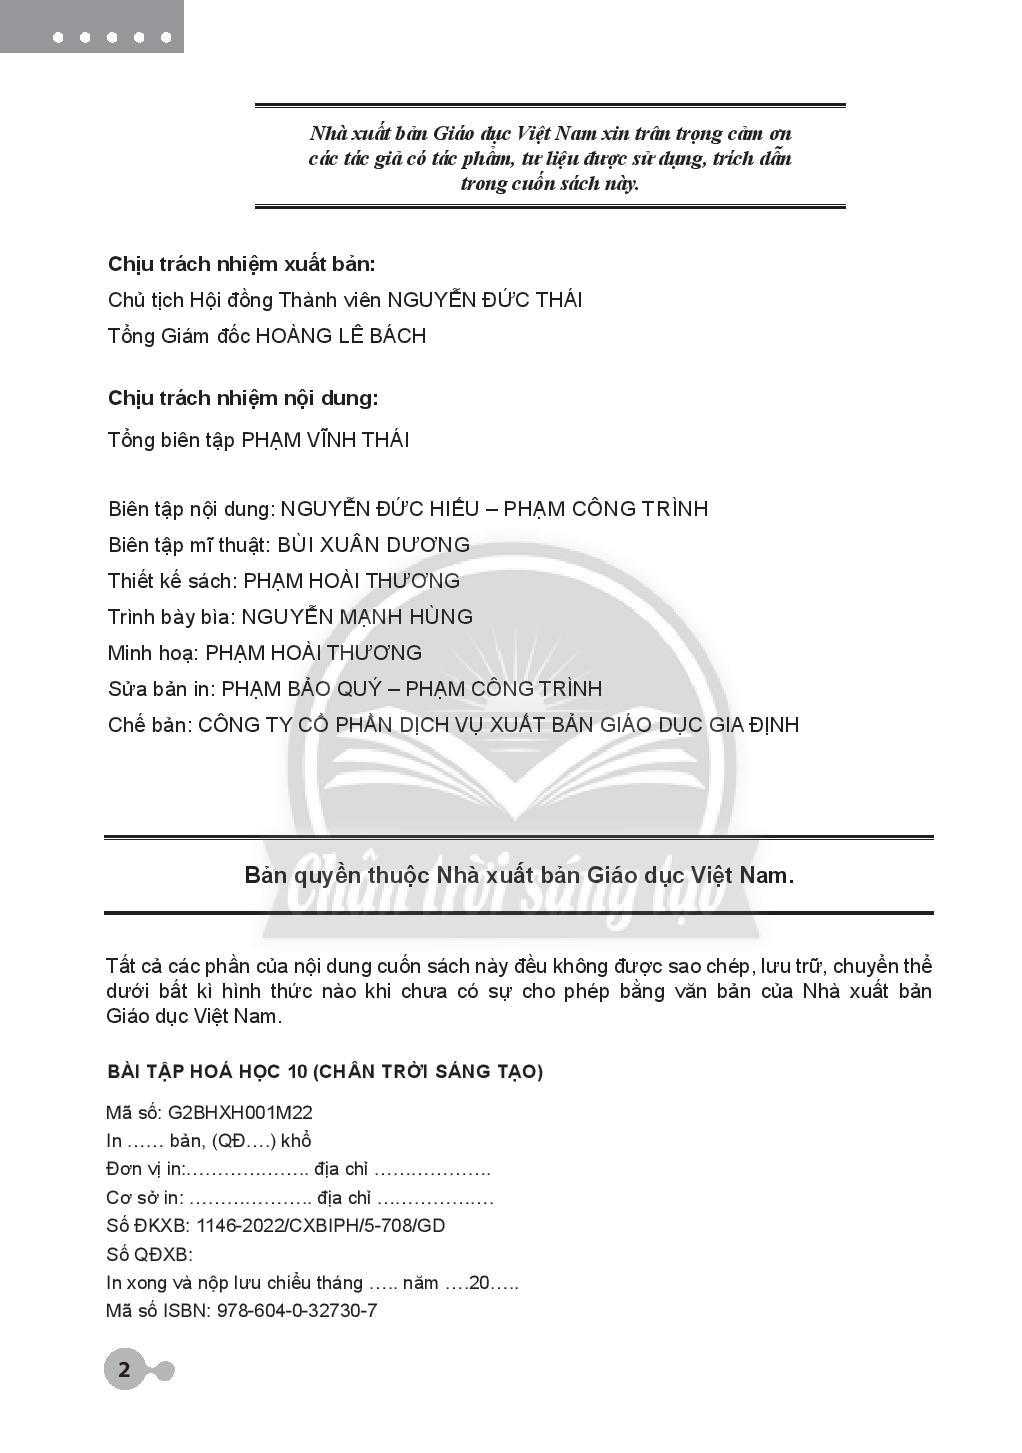 Nhà xuất bản Giáo dục Việt Nam xin trân trọng cảm ơn
các tác giả có tác phẩm, tư liệu được sử dụng, trích dẫn
trong cuốn sách này.
Chịu trách nhiệm xuất bản:
Chủ tịch Hội đồng Thành viên NGUYỄN ĐỨC THÁI
Tổng Giám đốc HOÀNG LÊ BÁCH
Chịu trách nhiệm nội dung:
Tổng biên tập PHẠM VĨNH THÁI
Biên tập nội dung: NGUYỄN ĐỨC HIẾU – PHẠM CÔNG TRÌNH
Biên tập mĩ thuật: BÙI XUÂN DƯƠNG
Thiết kế sách: PHẠM HOÀI THƯƠNG
Trình bày bìa: NGUYỄN MẠNH HÙNG
Minh hoạ: PHẠM HOÀI THƯƠNG
Sửa bản in: PHẠM BẢO QUÝ – PHẠM CÔNG TRÌNH
Chế bản: CÔNG TY CỔ PHẦN DỊCH VỤ XUẤT BẢN GIÁO DỤC GIA ĐỊNH
Chân trời sáng tạo
Bản quyền thuộc Nhà xuất bản Giáo dục Việt Nam.
Tất cả các phần của nội dung cuốn sách này đều không được sao chép, lưu trữ, chuyển thể
dưới bất kì hình thức nào khi chưa có sự cho phép bằng văn bản của Nhà xuất bản
Giáo dục Việt Nam.
BÀI TẬP HOÁ HỌC 10 (CHÂN TRỜI SÁNG TẠO)
Mã số: G2BHXH001M22
In …… bản, (QĐ….) khổ
Đơn vị in:………………. địa chỉ ……………….
Cơ sở in: ………………. địa chỉ ………………
Số ĐKXB: 1146-2022/CXBIPH/5-708/GD
Số QĐXB:
In xong và nộp lưu chiểu tháng ….. năm ….20…..
Mã số ISBN: 978-604-0-32730-7
2